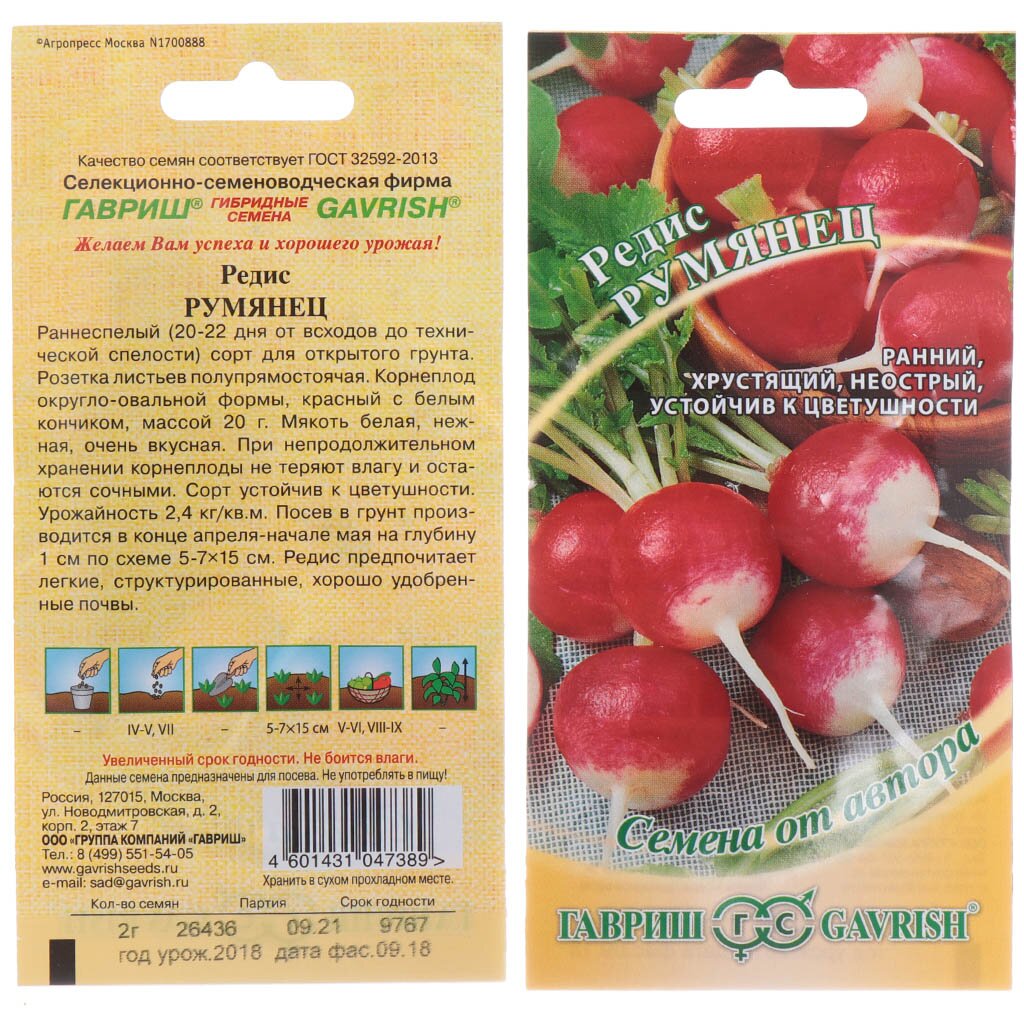 ©Агропресс Москва N1700888
Качество семян соответствует ГОСТ 32592-2013
Селекционно-семеноводческая фирма
ГАВРИШ® ГИБРИДНЫЕ СЕМЕНА GAVRISH®
Желаем Вам успеха и хорошего урожая!
Редис
РУМЯНЕЦ
Раннеспелый (20-22 дня от всходов до техни-
ческой спелости) сорт для открытого грунта.
Розетка листьев полупрямостоячая. Корнеплод
округло-овальной формы, красный с белым
кончиком, массой 20 г. Мякоть белая, неж-
ная, очень вкусная. При непродолжительном
хранении корнеплоды не теряют влагу и оста-
ются сочными. Сорт устойчив к цветушности.
Урожайность 2,4 кг/кв.м. Посев в грунт произ-
водится в конце апреля-начале мая на глубину
1 см по схеме 5-7×15 см. Редис предпочитает
легкие, структурированные, хорошо удобрен-
ные почвы.
– IV-V, VII – 5-7×15 см V-VI, VIII-IX –
Увеличенный срок годности. Не боится влаги.
Данные семена предназначены для посева. Не употреблять в пищу!
Россия, 127015, Москва,
ул. Новодмитровская, д. 2,
корп. 2, этаж 7
ООО «ГРУППА КОМПАНИЙ «ГАВРИШ»
Тел.: 8 (499) 551-54-05
www.gavrishseeds.ru
e-mail: sad@gavrish.ru
4 601431 047389>
Хранить в сухом прохладном месте.
Кол-во семян Партия Срок годности
2г 26436 09.21 9767
год урож.2018 дата фас.09.18
Редис
РУМЯНЕЦ
РАННИЙ,
ХРУСТЯЩИЙ, НЕОСТРЫЙ,
УСТОЙЧИВ К ЦВЕТУШНОСТИ
Семена от автора®
ГАВРИШ ГС GAVRISH®